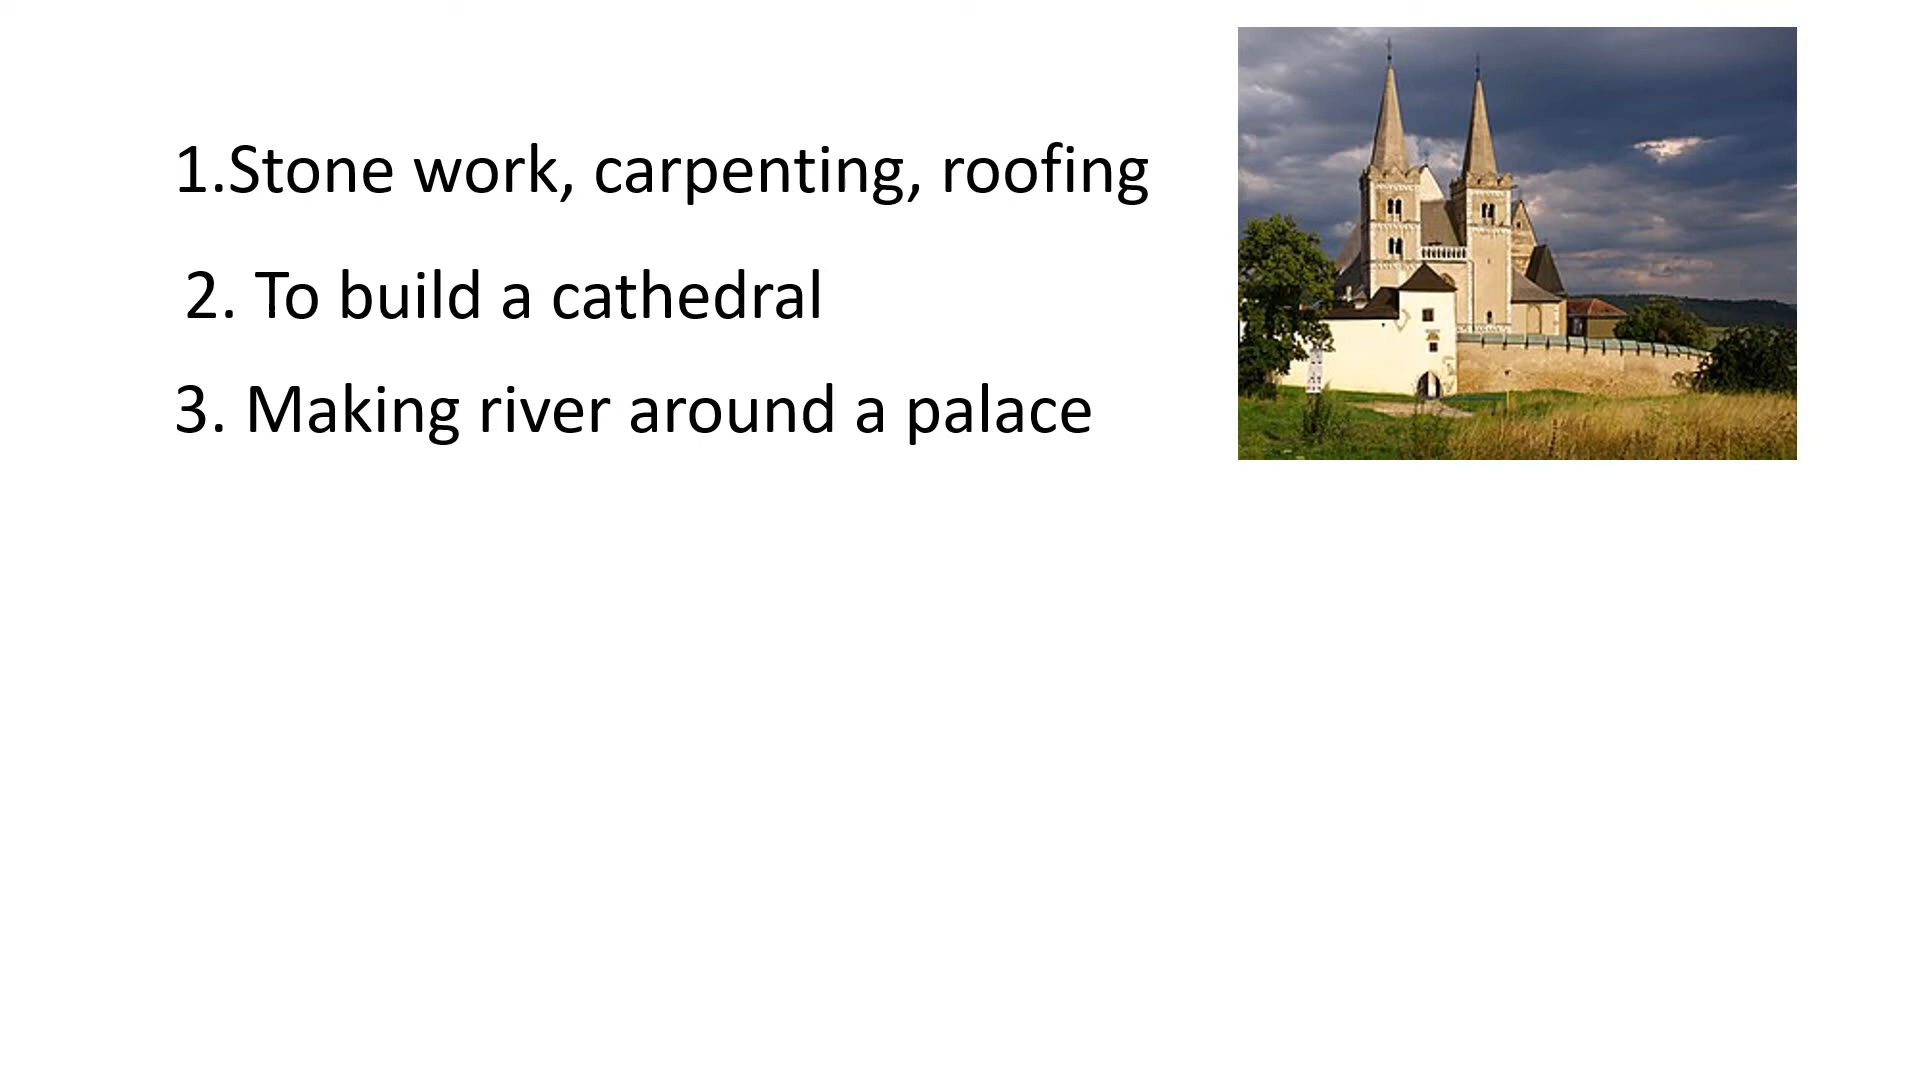 1.Stone work, carpenting, roofing
2. To build a cathedral
3. Making river around a palace